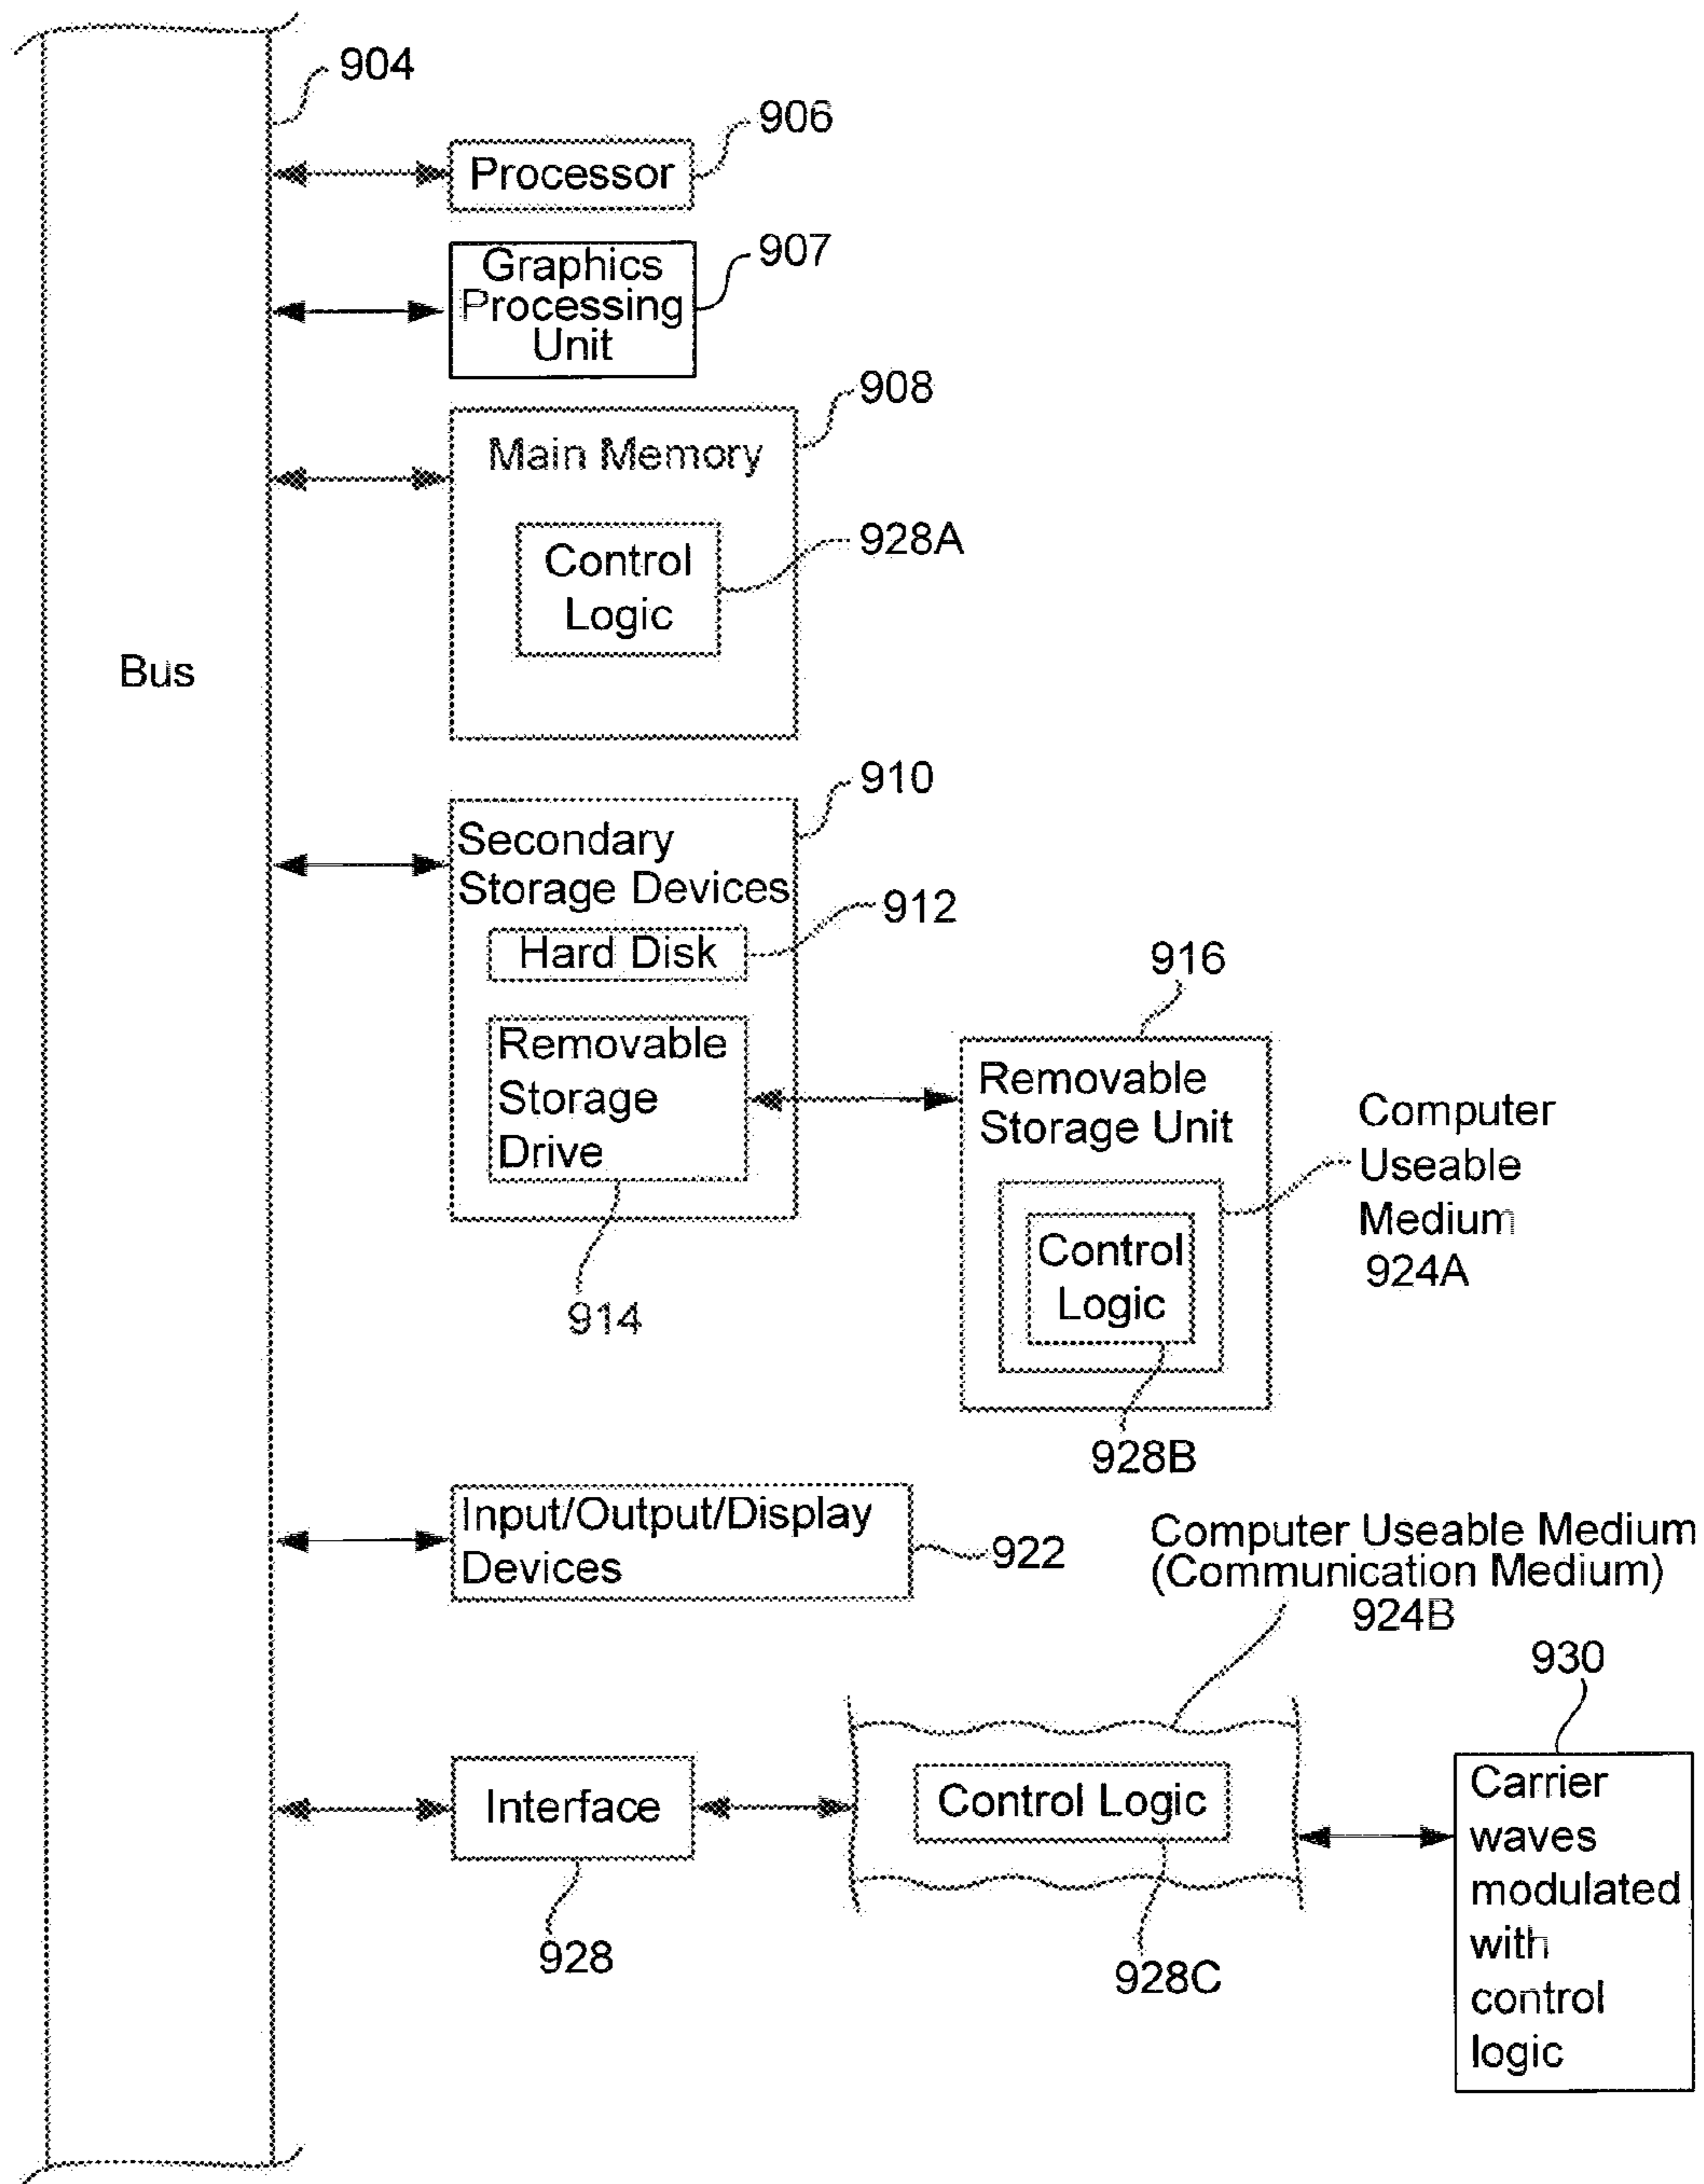 904
906
Processor
907
Graphics
Processing
Unit
908
Main Memory
928A
Control
Logic
Bus
910
Secondary
Storage Devices
912
Hard Disk
916
Removable
Storage
Drive
Removable
Storage Unit
Computer
Useable
Medium
924A
Control
Logic
914
928B
Input/Output/Display
Devices
922
Computer Useable Medium
(Communication Medium)
924B
930
Interface
Control Logic
Carrier
waves
modulated
with
control
logic
928
928C